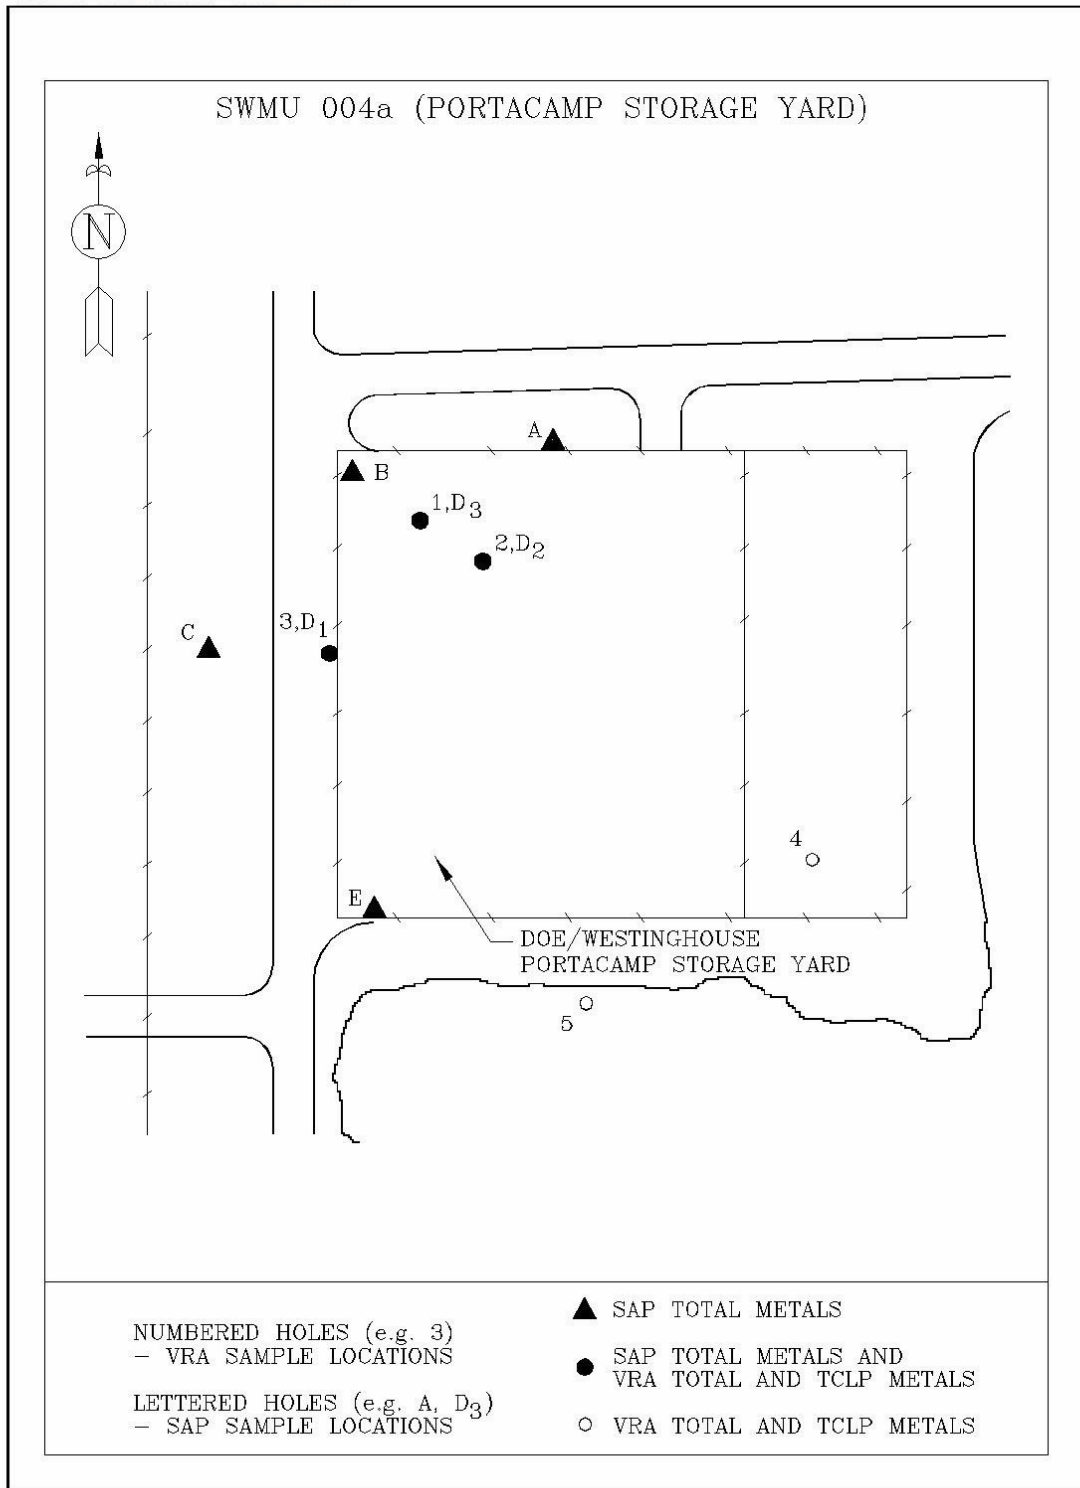 SWMU 004a (PORTACAMP STORAGE YARD)
N
A
B
1,D3
2,D2
3,D1
C
4
E
DOE/WESTINGHOUSE
PORTACAMP STORAGE YARD
5
NUMBERED HOLES (e.g. 3)
– VRA SAMPLE LOCATIONS
LETTERED HOLES (e.g. A, D3)
– SAP SAMPLE LOCATIONS
SAP TOTAL METALS
SAP TOTAL METALS AND
VRA TOTAL AND TCLP METALS
VRA TOTAL AND TCLP METALS